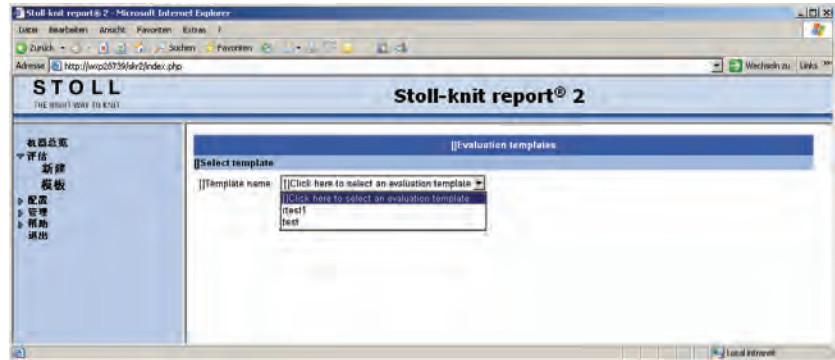 Stoll-knit report® 2 - Microsoft Internet Explorer
Datei Bearbeiten Ansicht Favoriten Extras ?
Zurück Suchen Favoriten
Adresse http://wxp28739/skr2/index.php Wechseln zu Links
STOLL
THE RIGHT WAY TO KNIT
Stoll-knit report® 2
机器总览
评估
新建
模板
配置
管理
帮助
退出
[]Evaluation templates
[]Select template
[]Template name []Click here to select an evaluation template
[]Click here to select an evaluation template
rtest1
test
Local intranet